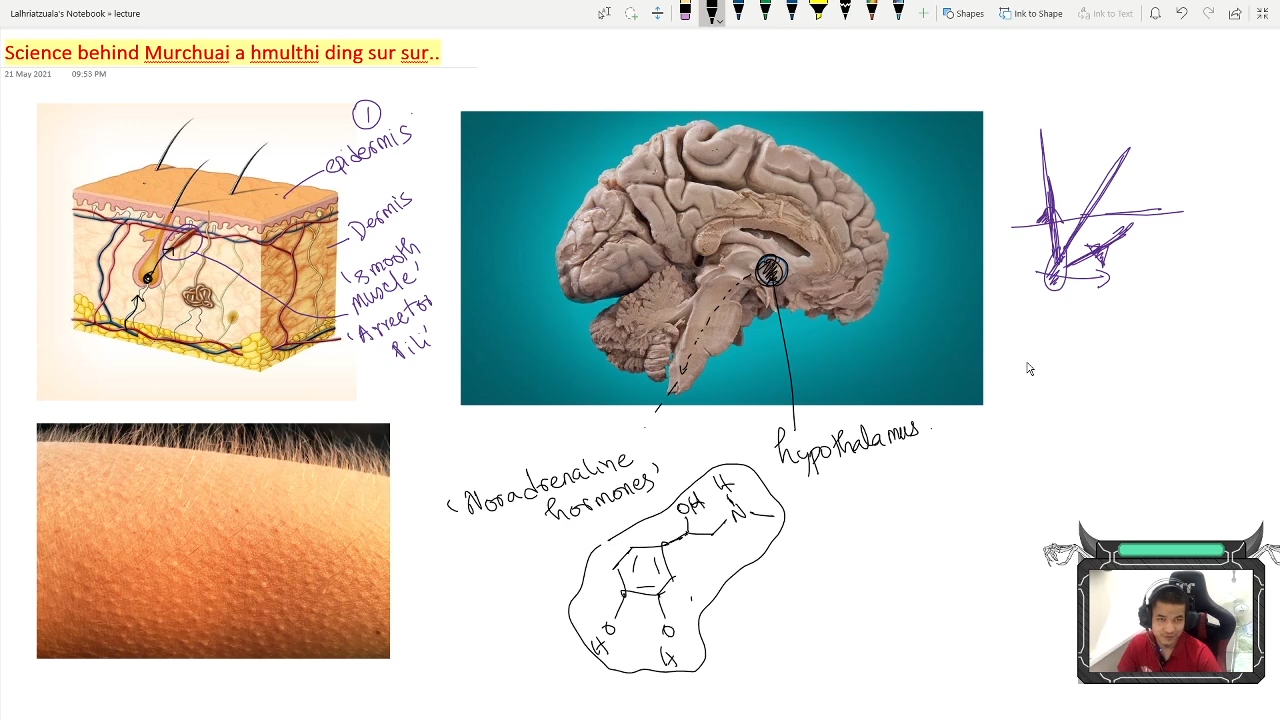 Lalhriatzuala's Notebook » lecture
Shapes
Ink to Shape
Ink to Text
Science behind Murchuai a hmulthi ding sur sur..
21 May 2021 09:53 PM
1
epidermis
Dermis
'smooth
Muscle'
'Arrector
Pili'
hypothalamus.
'Noradrenaline
hormones'
OH
H
N
O
H
O
H